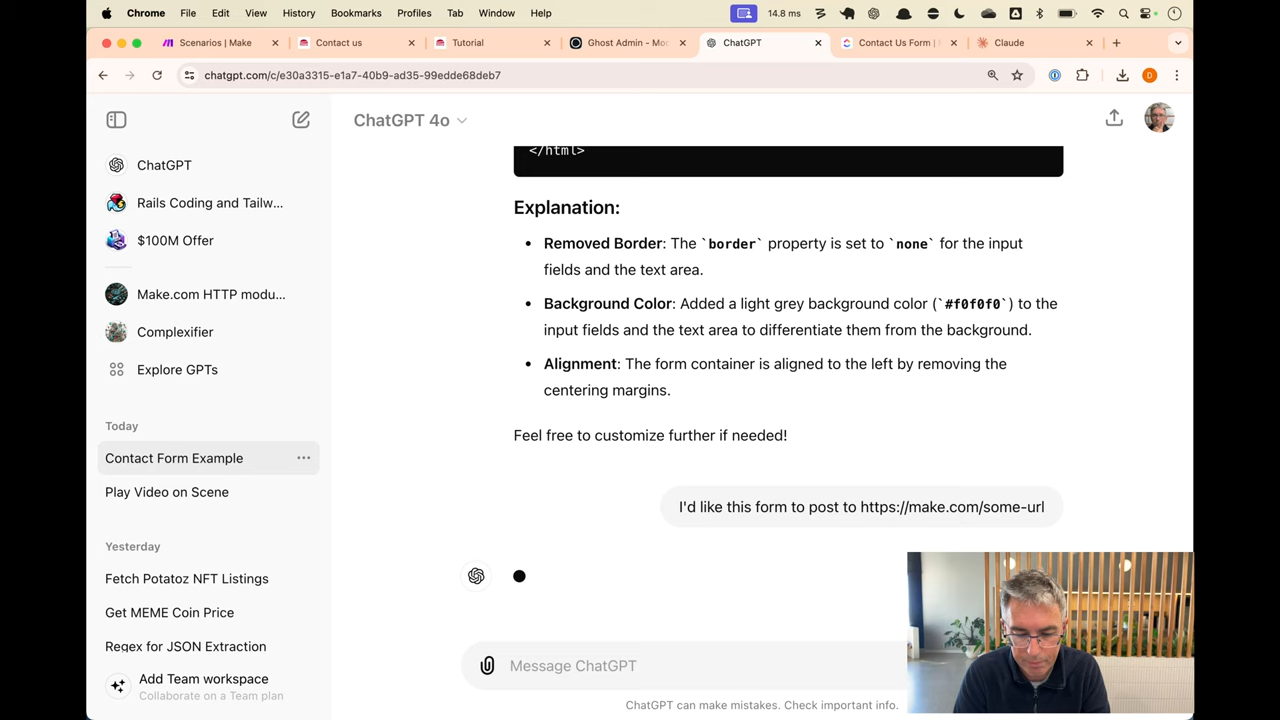 Chrome File Edit View History Bookmarks Profiles Tab Window Help 14.8 ms
Scenarios | Make Contact us Tutorial Ghost Admin - Moc ChatGPT Contact Us Form | Claude
chatgpt.com/c/e30a3315-e1a7-40b9-ad35-99edde68deb7 D
ChatGPT 4o
ChatGPT
Rails Coding and Tailw...
$100M Offer
Make.com HTTP modu...
Complexifier
Explore GPTs
Today
Contact Form Example
Play Video on Scene
Yesterday
Fetch Potatoz NFT Listings
Get MEME Coin Price
Regex for JSON Extraction
Add Team workspace
Collaborate on a Team plan
</html>
Explanation:
• Removed Border: The `border` property is set to `none` for the input
fields and the text area.
• Background Color: Added a light grey background color (`#f0f0f0`) to the
input fields and the text area to differentiate them from the background.
• Alignment: The form container is aligned to the left by removing the
centering margins.
Feel free to customize further if needed!
I'd like this form to post to https://make.com/some-url
Message ChatGPT
ChatGPT can make mistakes. Check important info.